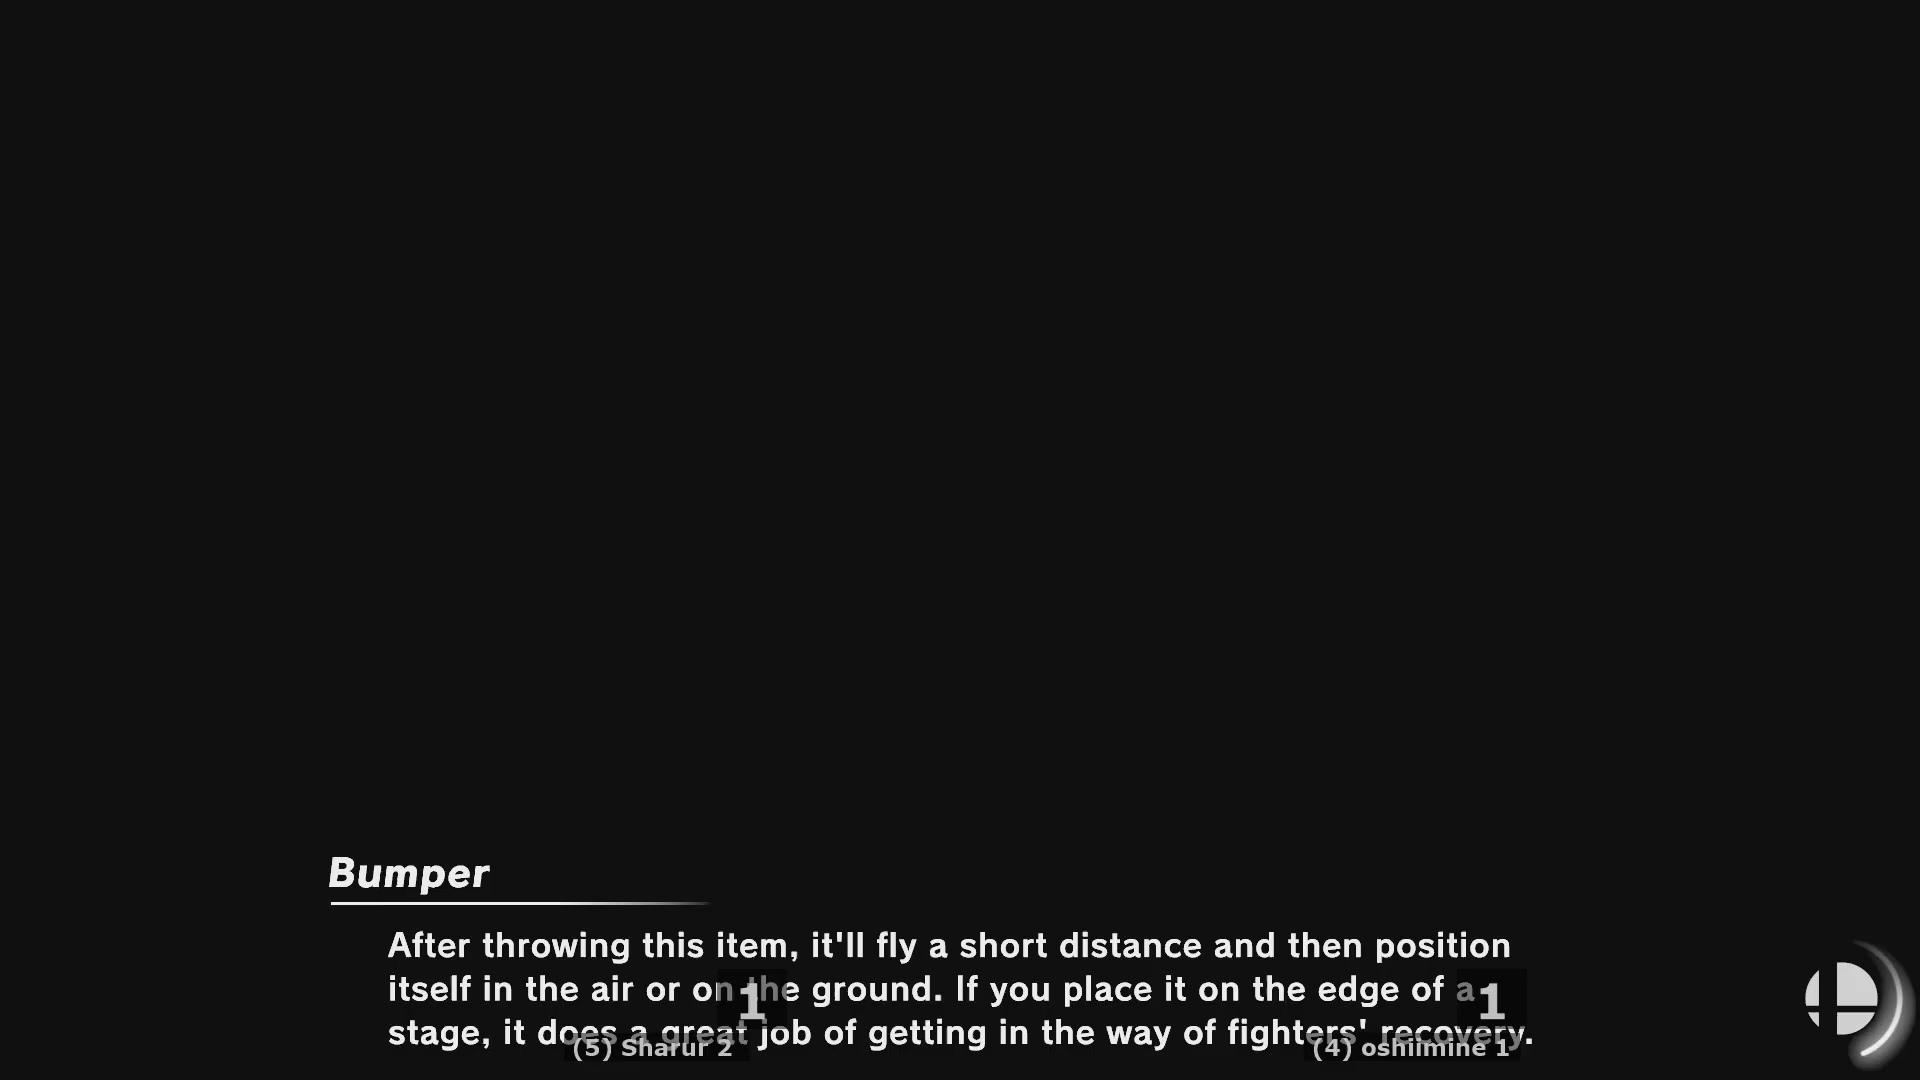 Bumper
After throwing this item, it'll fly a short distance and then position
itself in the air or on the ground. If you place it on the edge of a
stage, it does a great job of getting in the way of fighters' recovery.
1
1
(5) Sharur 2
(4) oshiimine 1